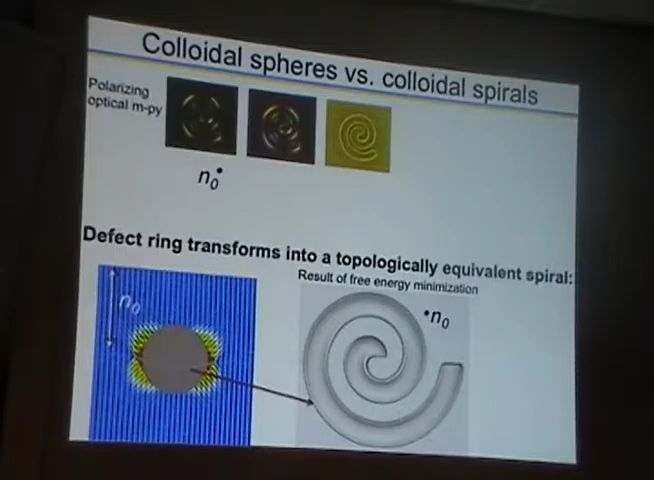 Colloidal spheres vs. colloidal spirals
Polarizing
optical m-py
n0
Defect ring transforms into a topologically equivalent spiral:
Result of free energy minimization
n0
n0